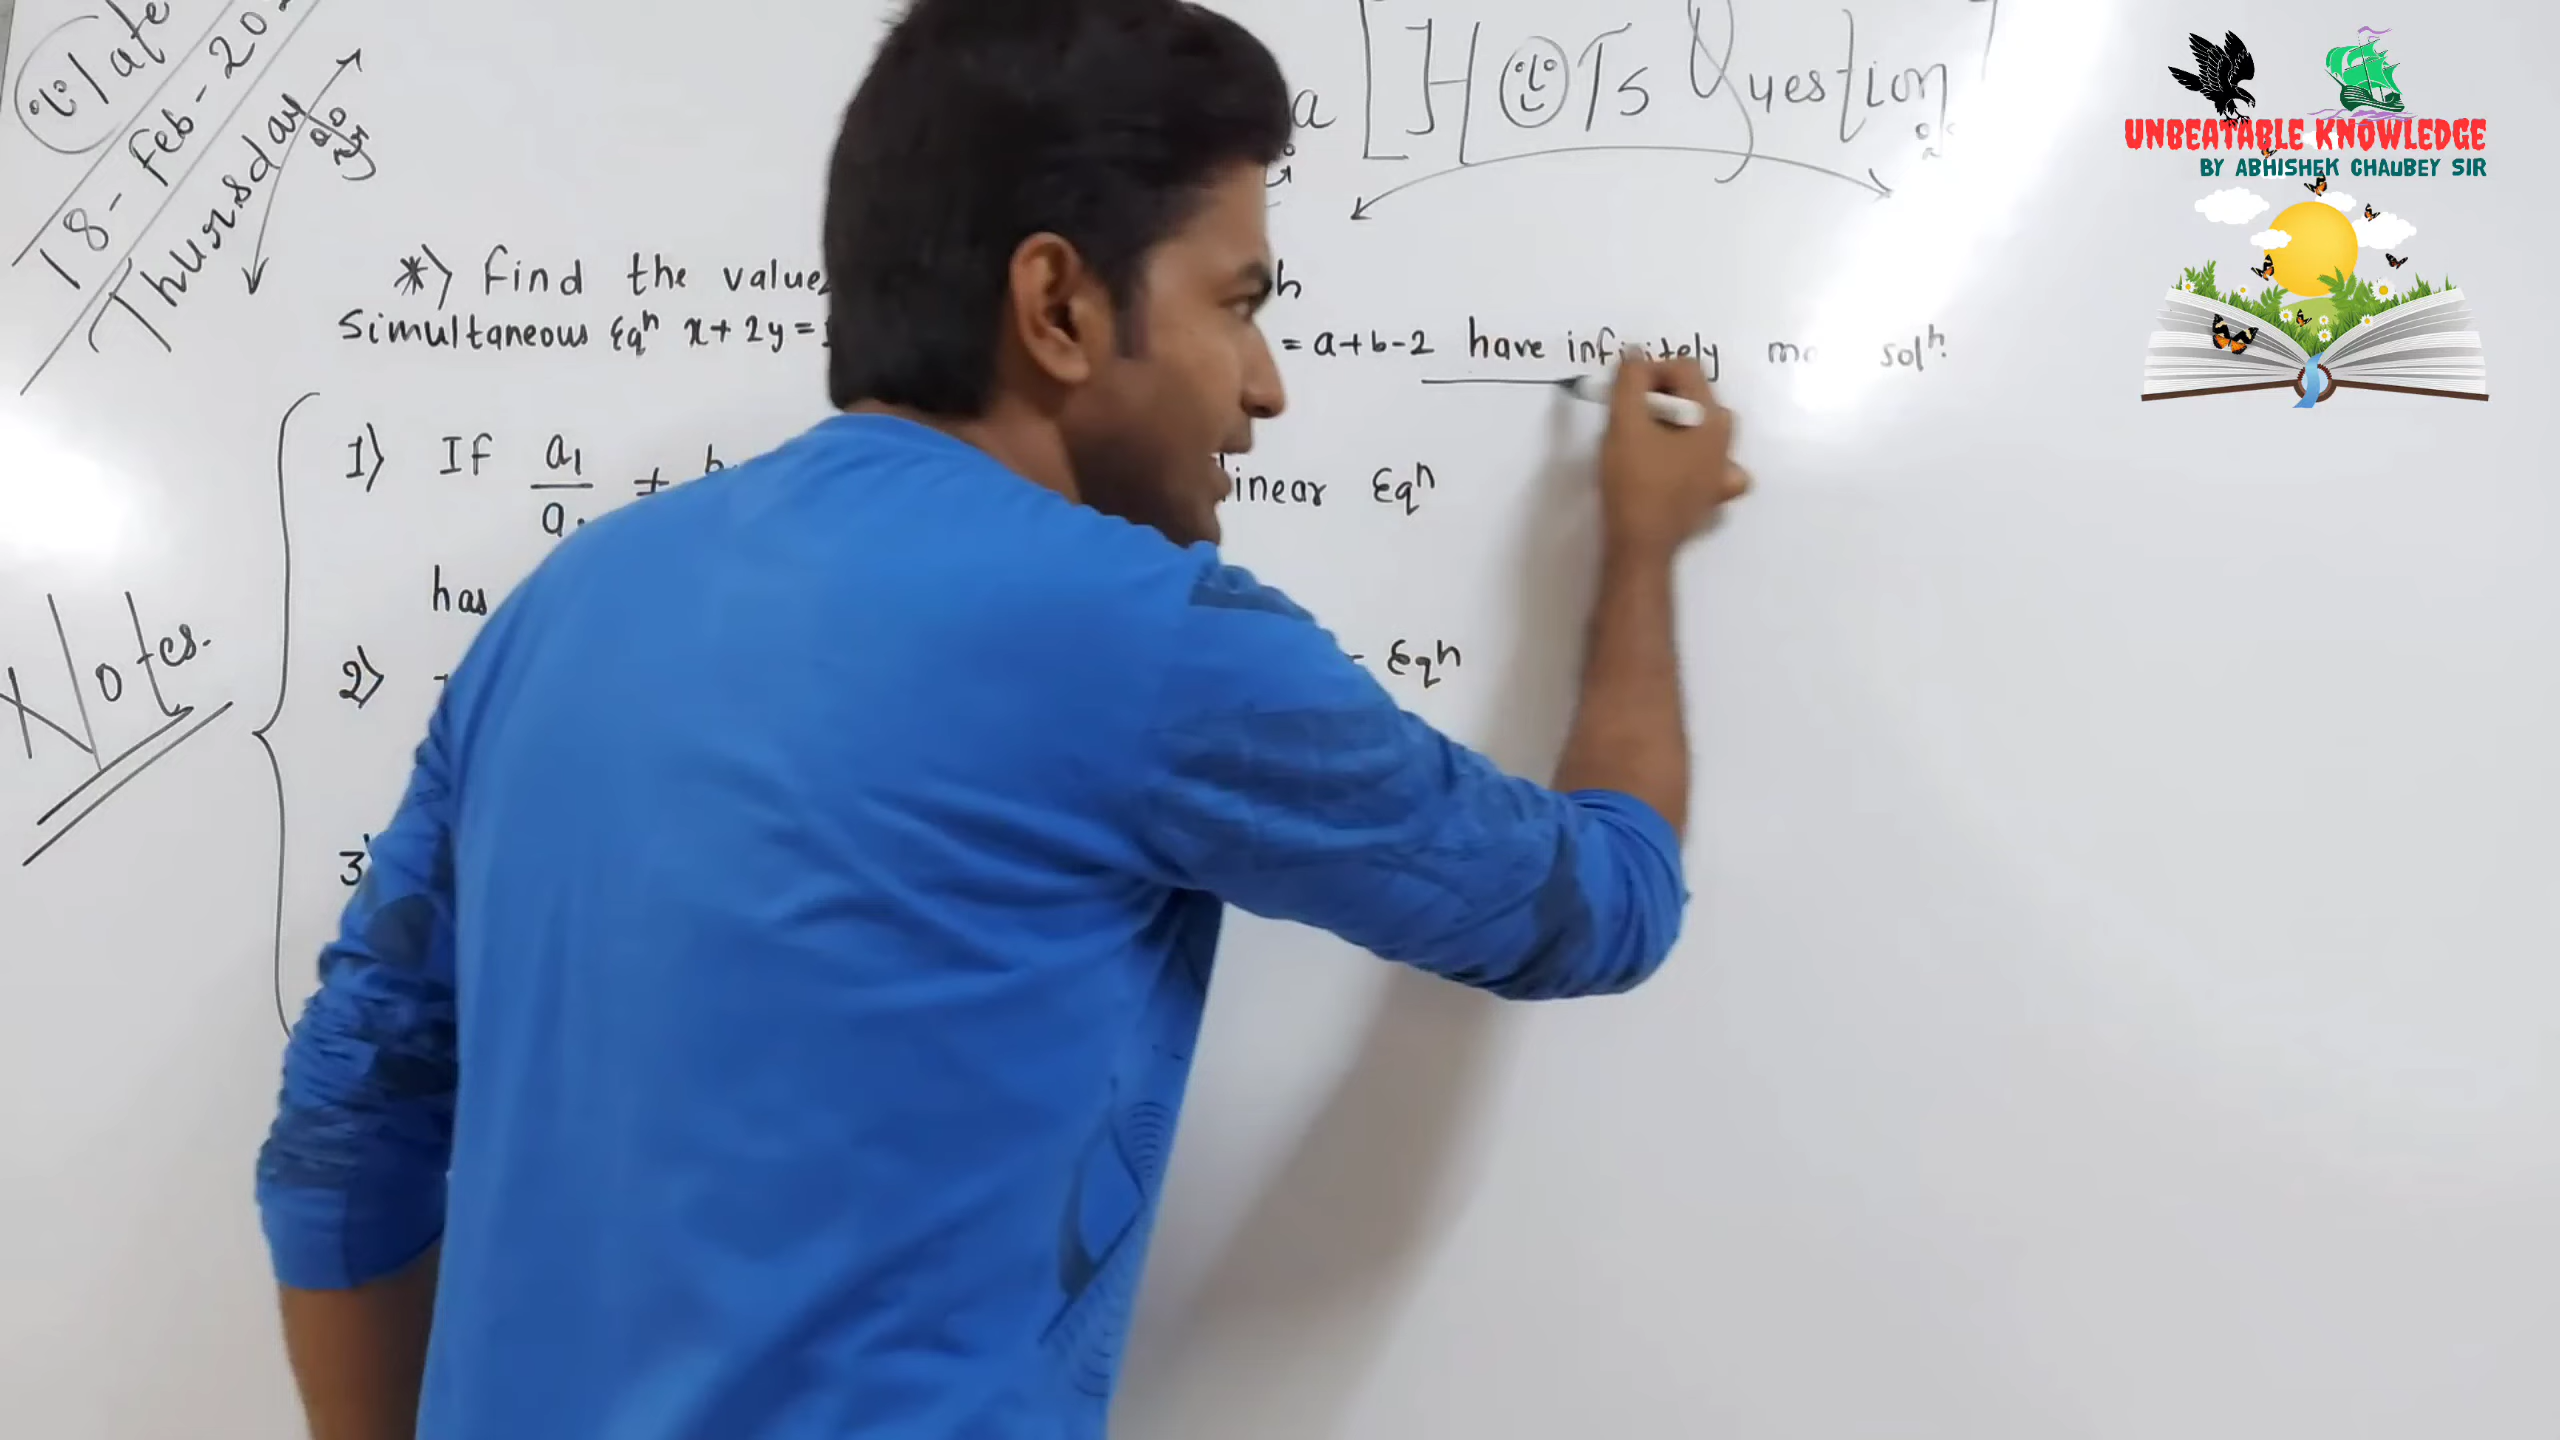 Date
18-Feb-20
Thursday
a [HOTs Question]
UNBEATABLE KNOWLEDGE
BY ABHISHEK CHAUBEY SIR
*) Find the value
Simultaneous Eqⁿ x+2y= = a+b-2 have infinitely solⁿ.
1) If a₁/a ≠ linear Eqⁿ
has
2) Eqⁿ
3)
Notes.